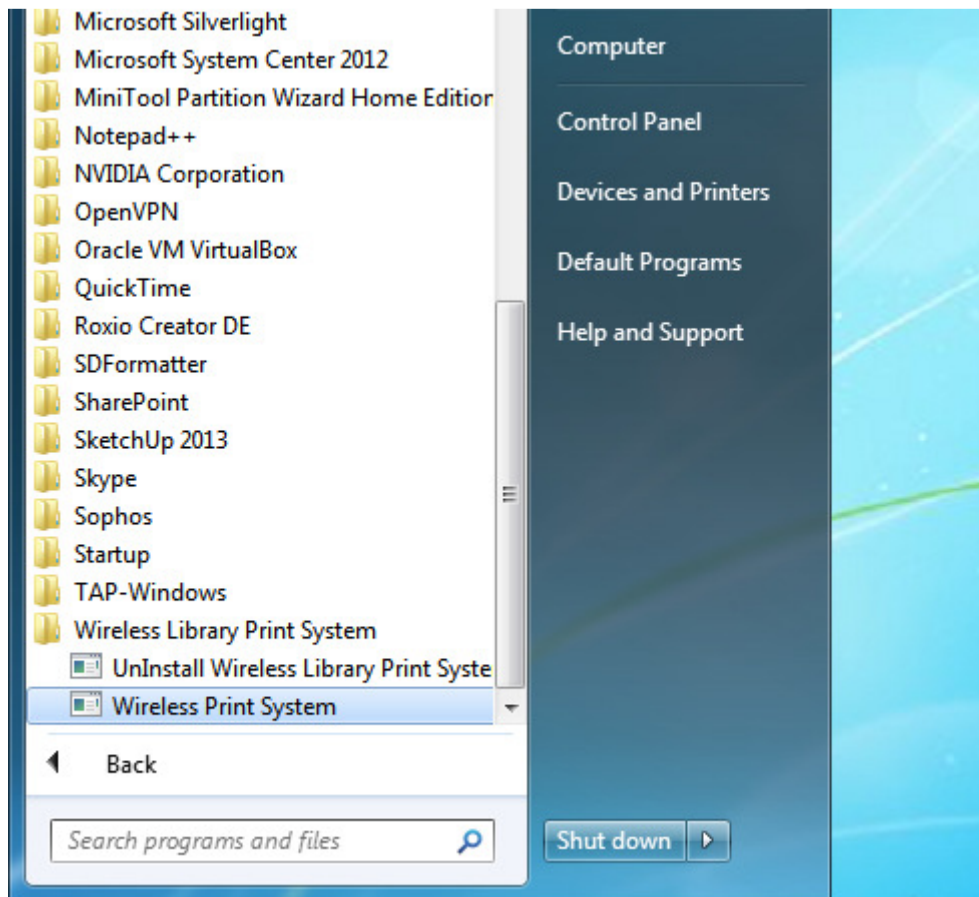 Microsoft Silverlight
Microsoft System Center 2012
MiniTool Partition Wizard Home Edition
Notepad++
NVIDIA Corporation
OpenVPN
Oracle VM VirtualBox
QuickTime
Roxio Creator DE
SDFormatter
SharePoint
SketchUp 2013
Skype
Sophos
Startup
TAP-Windows
Wireless Library Print System
UnInstall Wireless Library Print Syste
Wireless Print System
Back
Search programs and files
Computer
Control Panel
Devices and Printers
Default Programs
Help and Support
Shut down